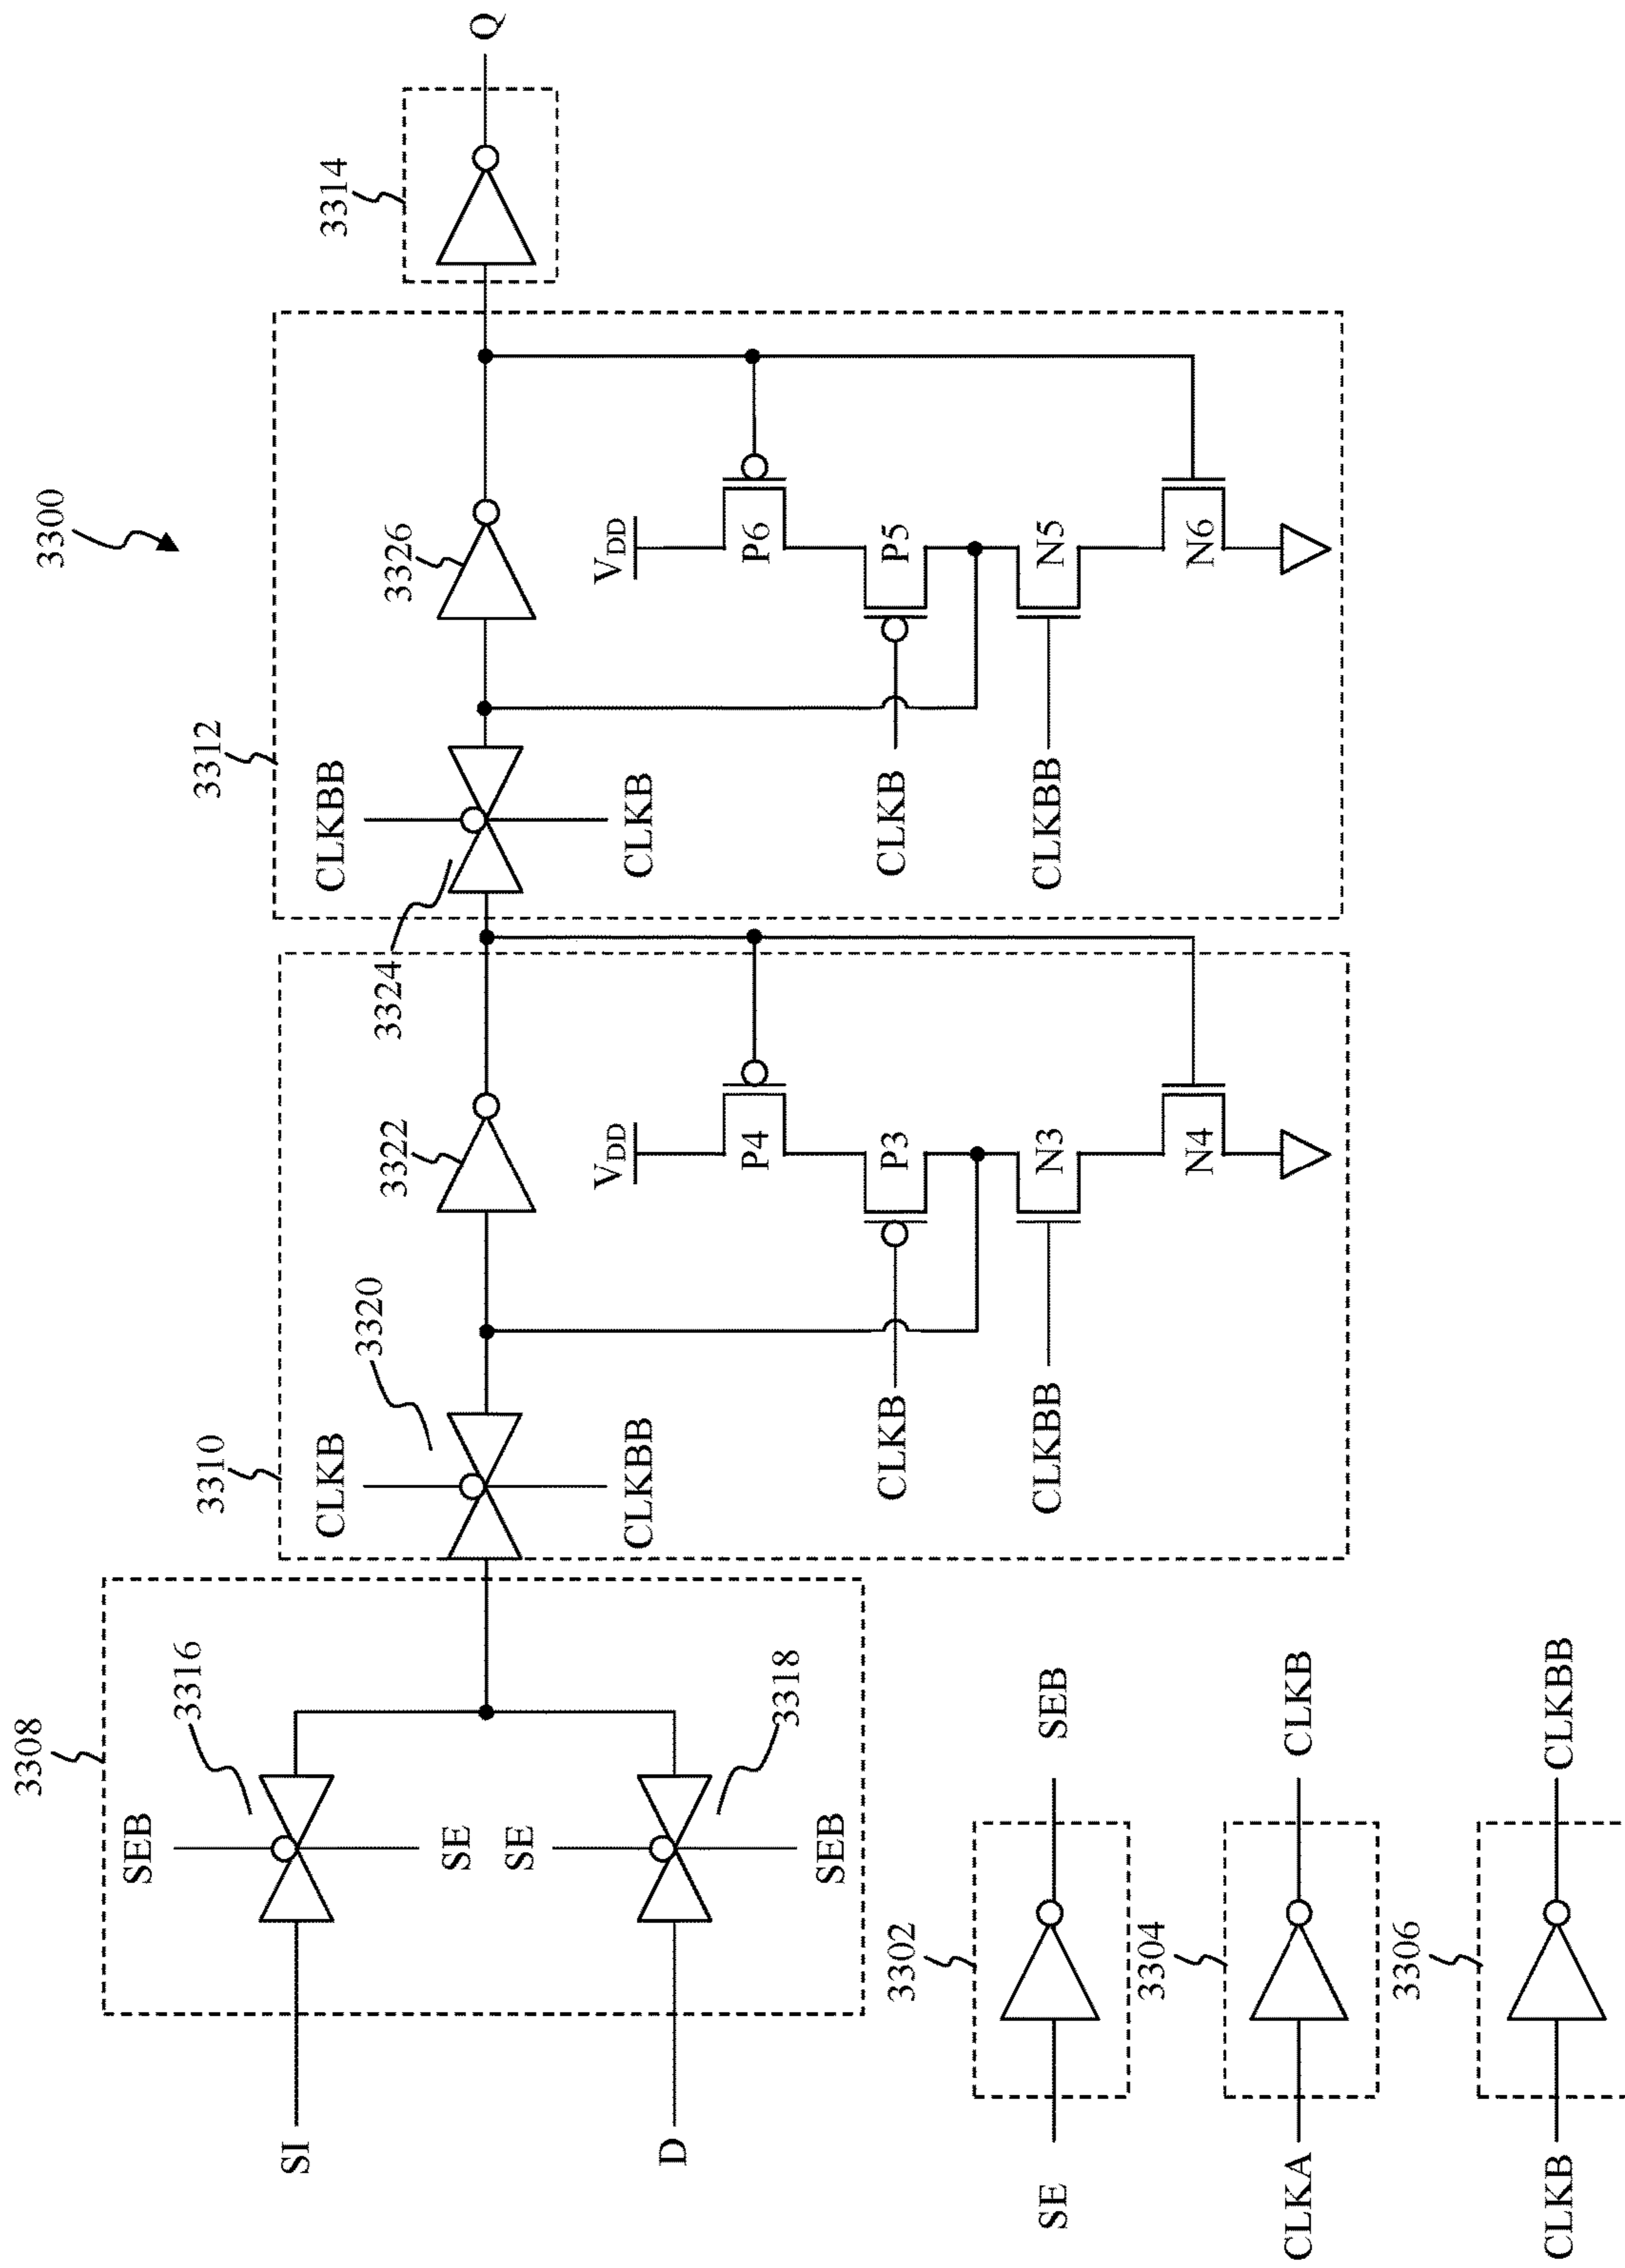 3300
3308
SEB
3316
SI
SE
SE
3318
D
SEB
3310
CLKB
3320
CLKBB
3322
VDD
P4
P3
CLKB
N3
CLKBB
N4
3312
CLKBB
3324
CLKB
3326
VDD
P6
P5
CLKB
N5
CLKBB
N6
3314
Q
3302
SE
SEB
3304
CLKA
CLKB
3306
CLKB
CLKBB